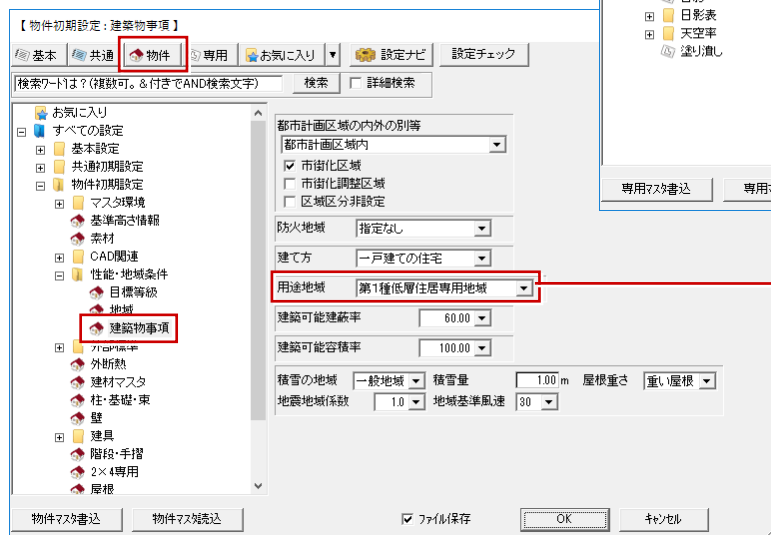 【 物件初期設定 : 建築物事項 】
基本 共通 物件 専用 お気に入り ▼ 設定ナビ 設定チェック
検索ワードは?(複数可。&付きでAND検索文字) 検索 詳細検索
お気に入り
すべての設定
基本設定
共通初期設定
物件初期設定
マスタ環境
基準高さ情報
素材
CAD関連
性能・地域条件
目標等級
地域
建築物事項
外部標準
外断熱
建材マスタ
柱・基礎・束
壁
建具
階段・手摺
2×4専用
屋根
都市計画区域の内外の別等
都市計画区域内
市街化区域
市街化調整区域
区域区分非設定
防火地域 指定なし
建て方 一戸建ての住宅
用途地域 第1種低層住居専用地域
建築可能建蔽率 60.00
建築可能容積率 100.00
積雪の地域 一般地域 積雪量 1.00 m 屋根重さ 重い屋根
地震地域係数 1.0 地域基準風速 30
物件マスタ書込 物件マスタ読込 ファイル保存 OK キャンセル
日影表
天空率
塗り潰し
専用マスタ書込 専用